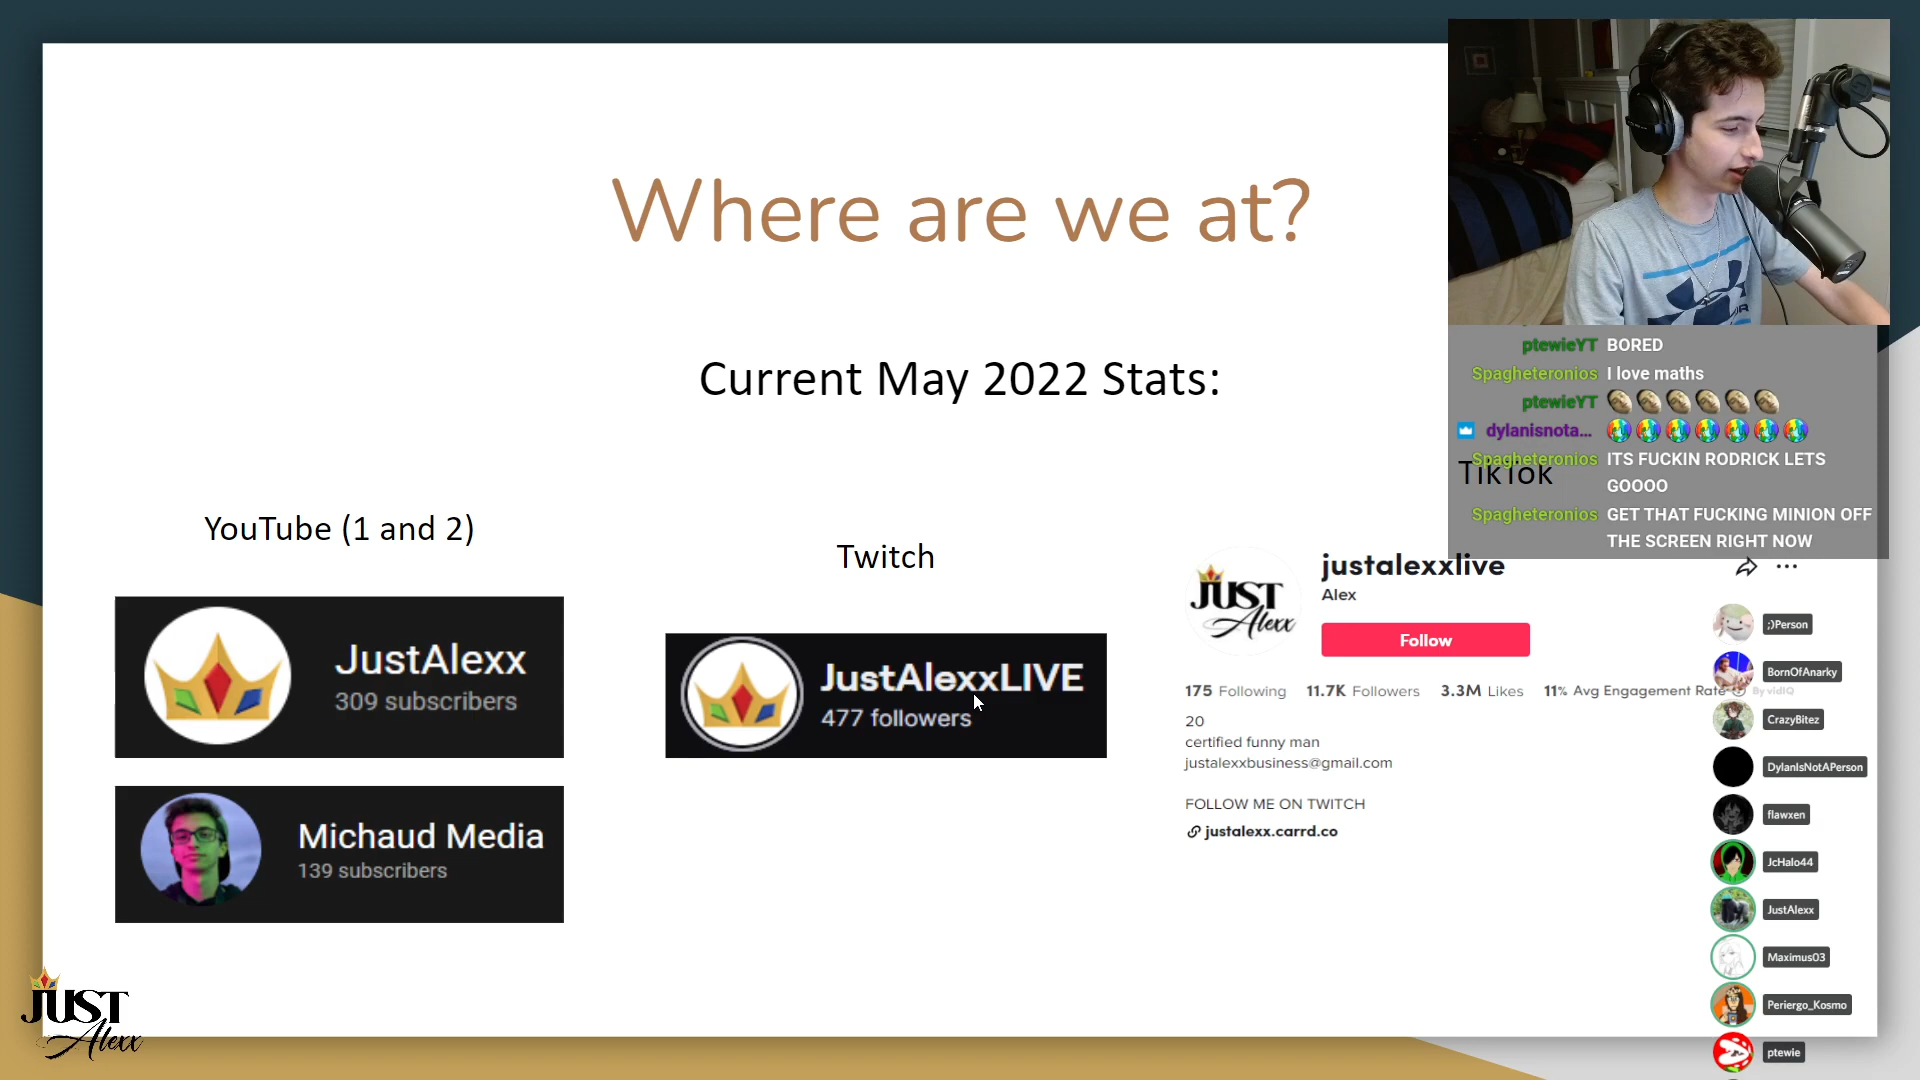 Where are we at?
Current May 2022 Stats:
YouTube (1 and 2)
JustAlexx
309 subscribers
Michaud Media
139 subscribers
Twitch
JustAlexxLIVE
477 followers
TikTok
JUST
Alexx
justalexxlive
Alex
Follow
175 Following 11.7K Followers 3.3M Likes 11% Avg Engagement Rate By vidIQ
20
certified funny man
justalexxbusiness@gmail.com
FOLLOW ME ON TWITCH
justalexx.carrd.co
ptewieYT BORED
Spagheteronios I love maths
ptewieYT
dylanisnota...
Spagheteronios ITS FUCKIN RODRICK LETS
GOOOO
Spagheteronios GET THAT FUCKING MINION OFF
THE SCREEN RIGHT NOW
;)Person
BornOfAnarky
CrazyBitez
DylanIsNotAPerson
flawxen
JcHalo44
JustAlexx
Maximus03
Periergo_Kosmo
ptewie
JUST
Alexx